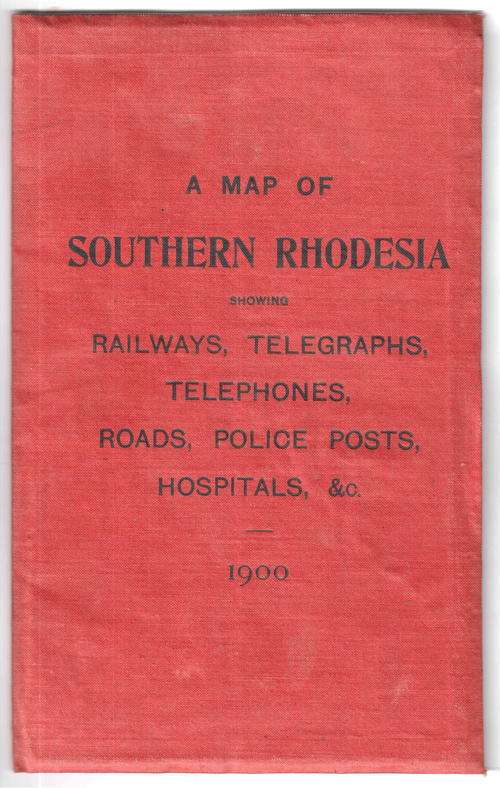 A MAP OF
SOUTHERN RHODESIA
SHOWING
RAILWAYS, TELEGRAPHS,
TELEPHONES,
ROADS, POLICE POSTS,
HOSPITALS, &C.
1900